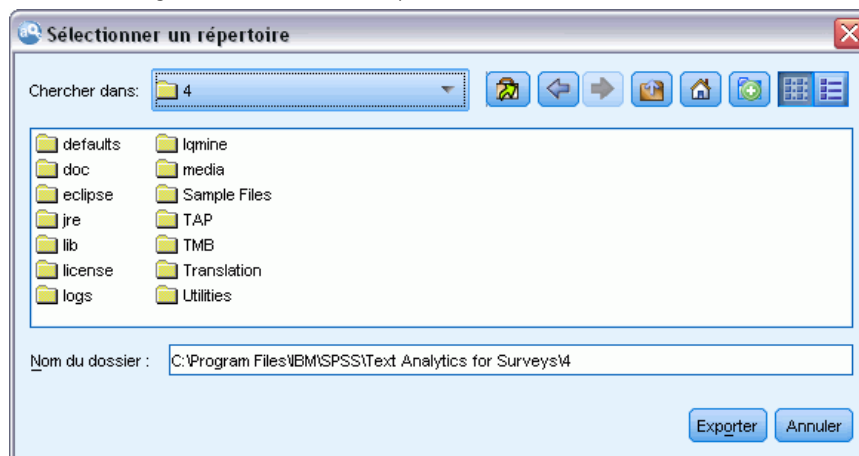 Sélectionner un répertoire
Chercher dans: 4
defaults lqmine
doc media
eclipse Sample Files
jre TAP
lib TMB
license Translation
logs Utilities
Nom du dossier : C:\Program Files\IBM\SPSS\Text Analytics for Surveys\4
Exporter Annuler